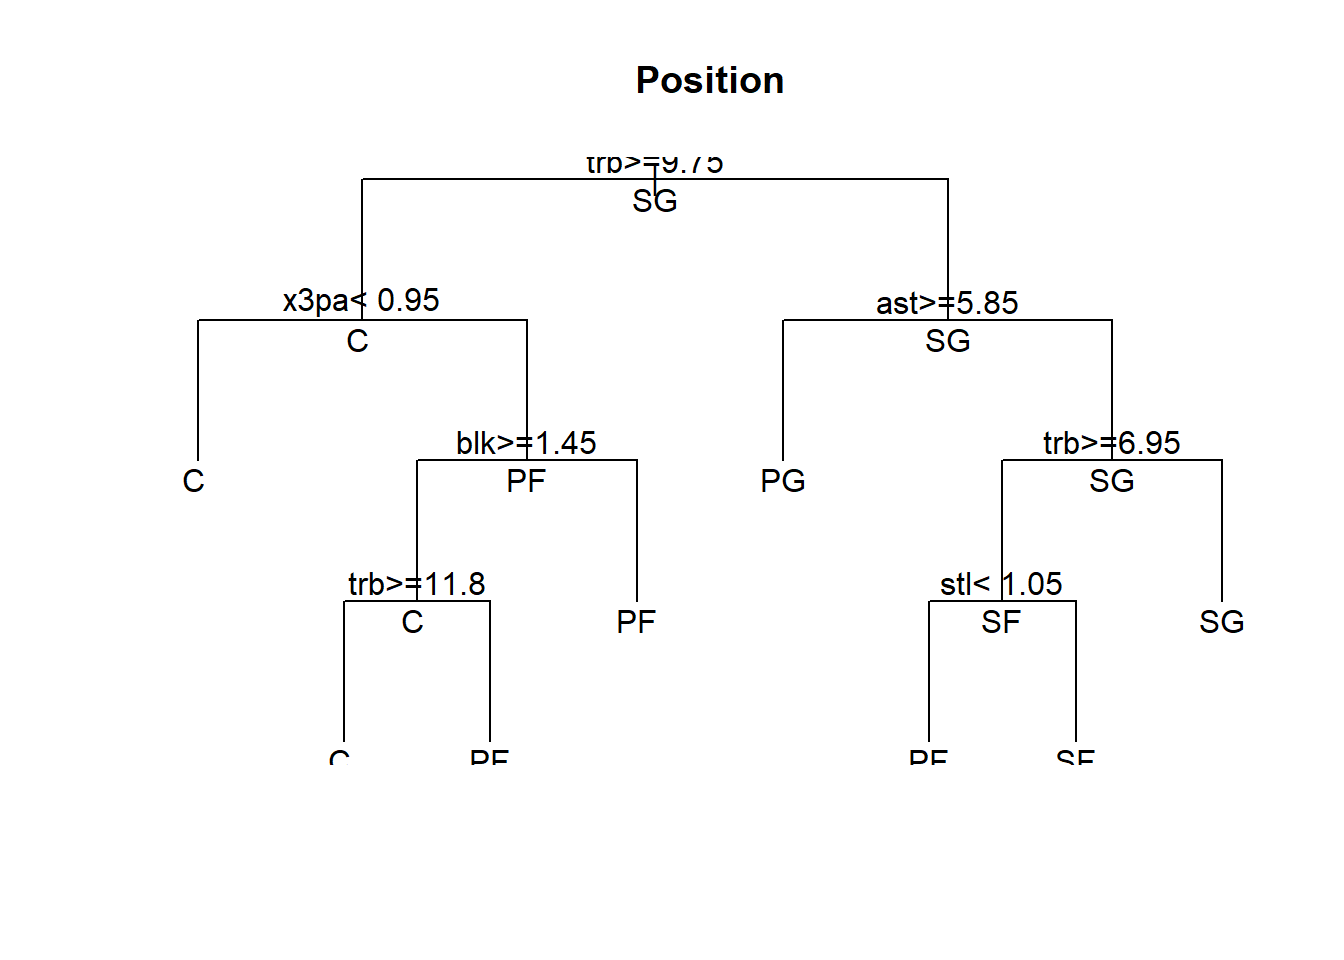 Position
trb>=9.75
SG
x3pa< 0.95
ast>=5.85
C
SG
blk>=1.45
trb>=6.95
C
PF
PG
SG
trb>=11.8
stl< 1.05
C
PF
SF
SG
C
PF
PF
SF